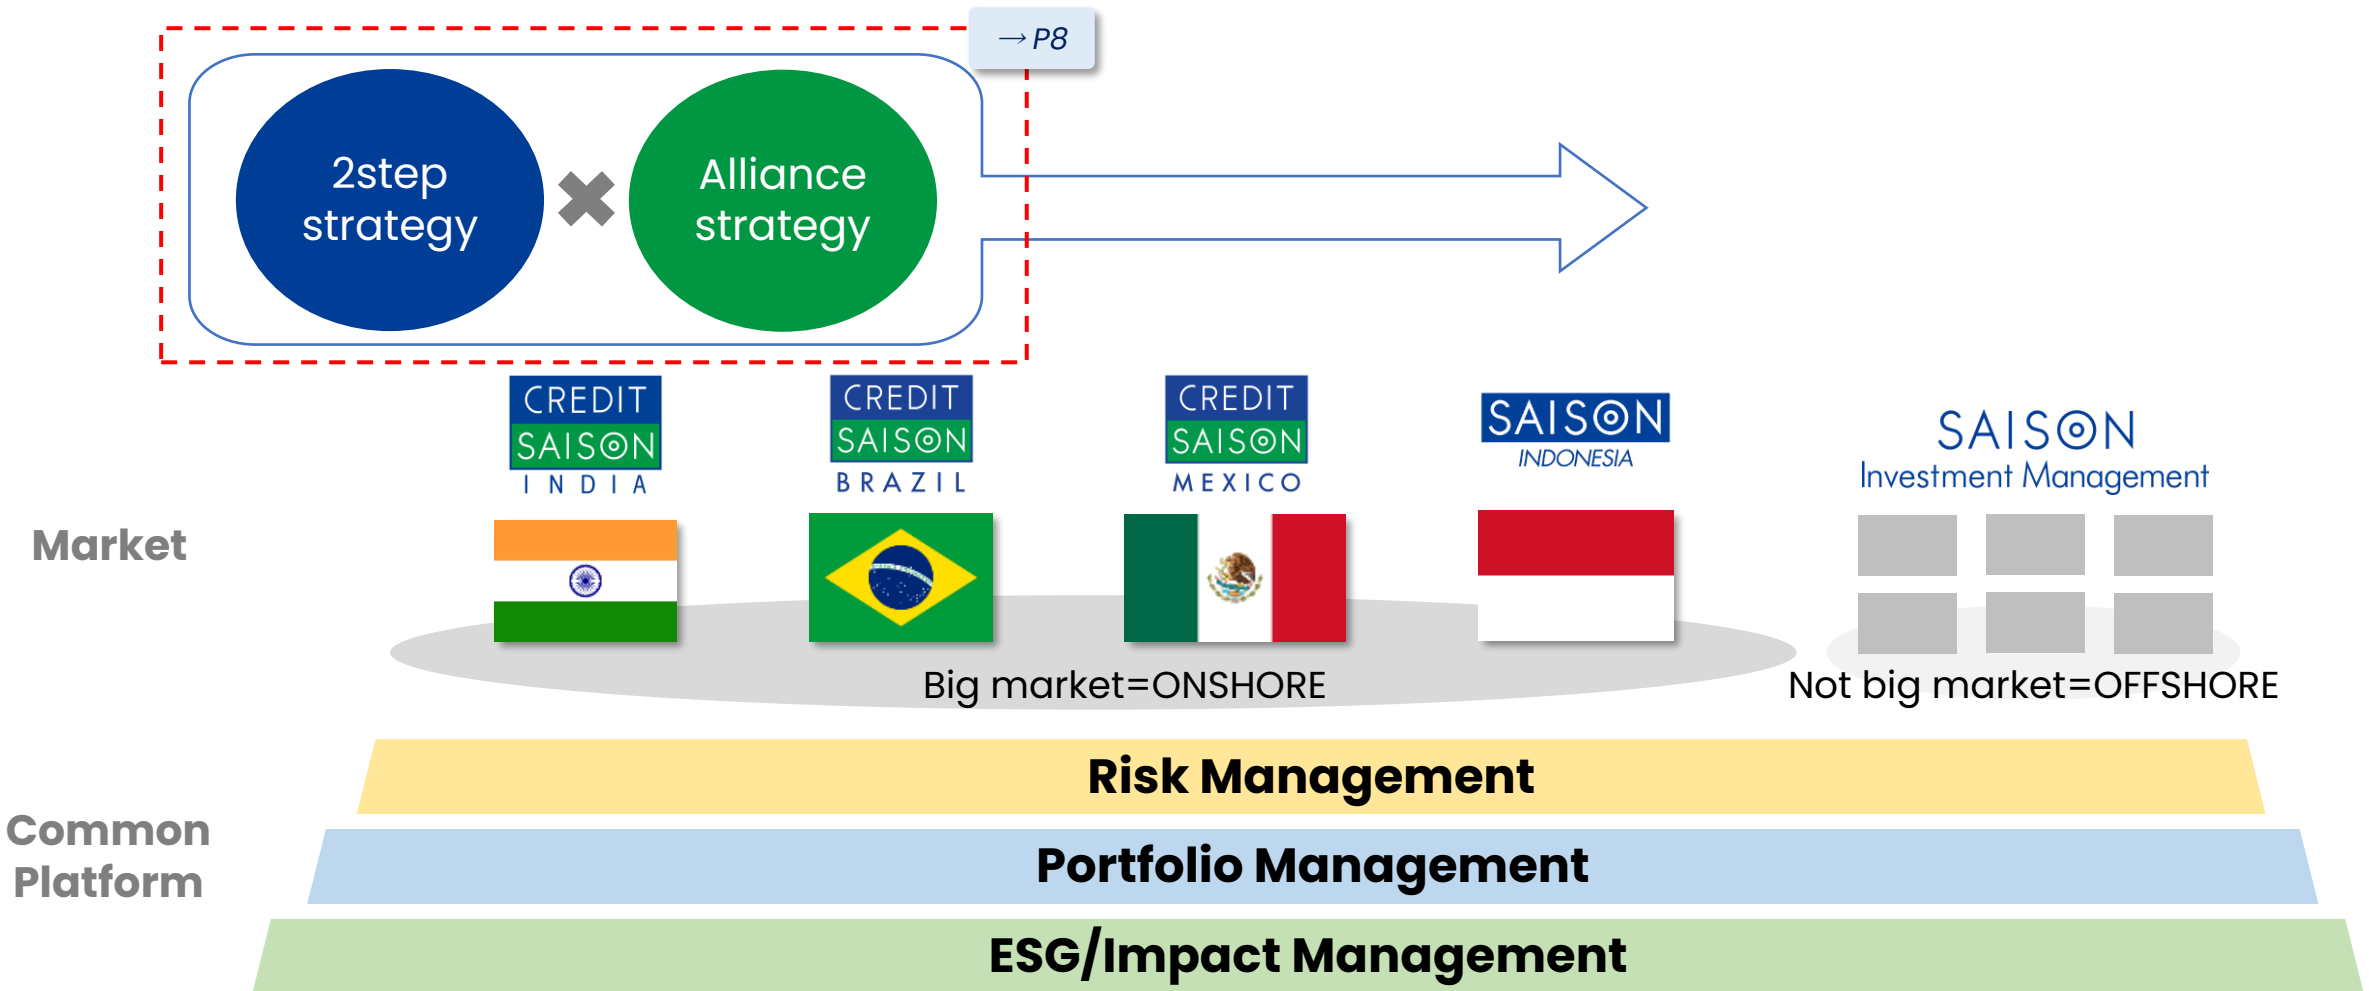 → P8
2step
strategy
Alliance
strategy
CREDIT
SAISON
INDIA
CREDIT
SAISON
BRAZIL
CREDIT
SAISON
MEXICO
SAISON
INDONESIA
SAISON
Investment Management
Market
Big market=ONSHORE
Not big market=OFFSHORE
Common
Platform
Risk Management
Portfolio Management
ESG/Impact Management